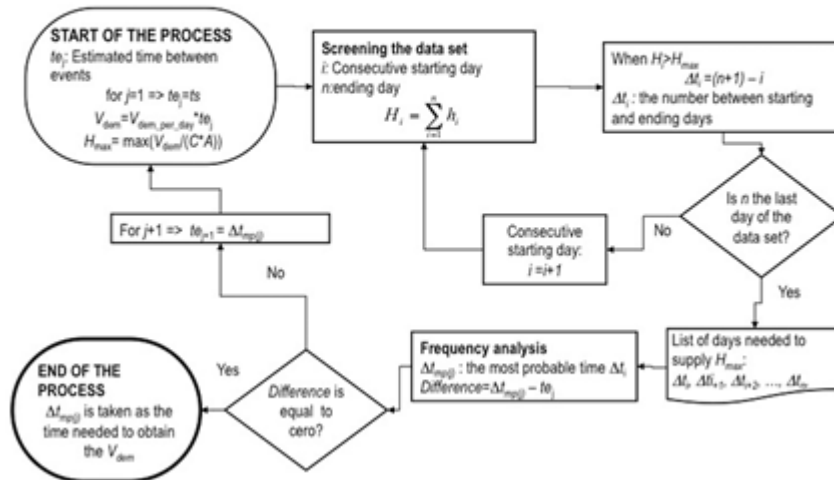 START OF THE PROCESS
te_j: Estimated time between
events
for j=1 => te_j=ts
V_dem=V_dem_per_day*te_j
H_max= max(V_dem/(C*A))
Screening the data set
i: Consecutive starting day
n:ending day
H_i = ∑_{i=1}^{n} h_i
When H_i>H_max
Δt_i =(n+1) – i
Δt_i : the number between starting
and ending days
Is n the last
day of the
data set?
No
Consecutive
starting day:
i =i+1
Yes
List of days needed to
supply H_max:
Δt_i, Δti_+1, Δt_i+2, ..., Δt_m
Frequency analysis
Δt_mp(j) : the most probable time Δt_i
Difference=Δt_mp(j) – te_j
Difference is
equal to
cero?
No
For j+1 => te_j+1 = Δt_mp(j)
Yes
END OF THE
PROCESS
Δt_mp(j) is taken as the
time needed to obtain
the V_dem